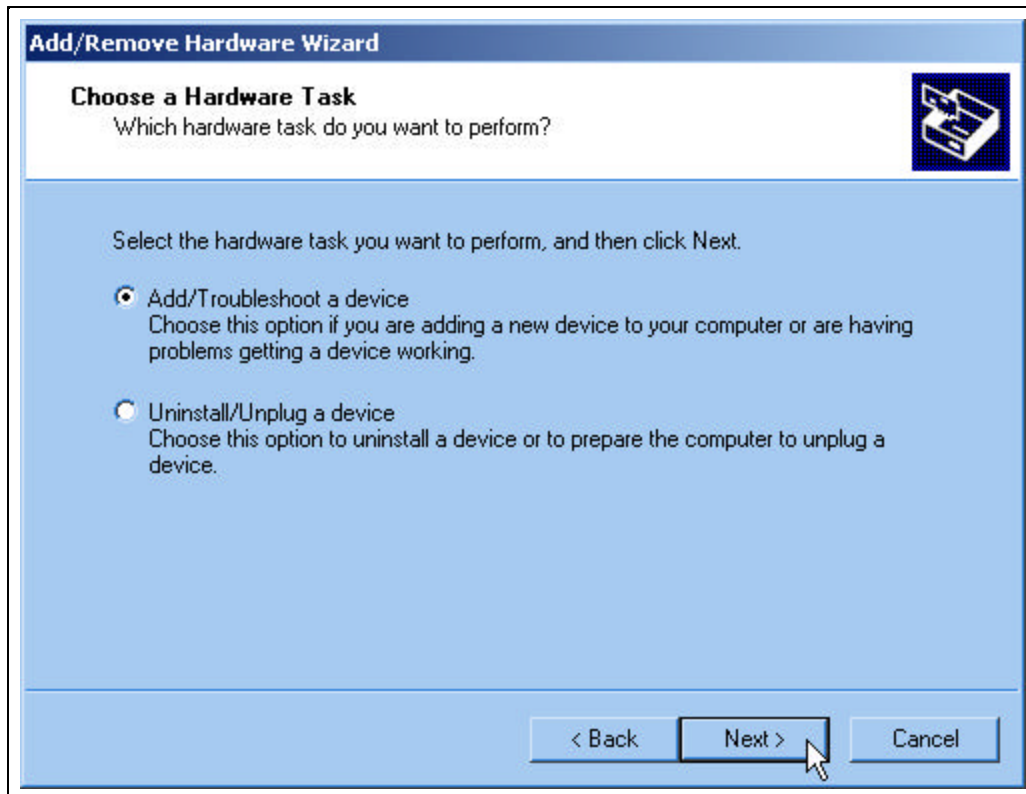 Add/Remove Hardware Wizard
Choose a Hardware Task
Which hardware task do you want to perform?
Select the hardware task you want to perform, and then click Next.
Add/Troubleshoot a device
Choose this option if you are adding a new device to your computer or are having
problems getting a device working.
Uninstall/Unplug a device
Choose this option to uninstall a device or to prepare the computer to unplug a
device.
< Back Next > Cancel